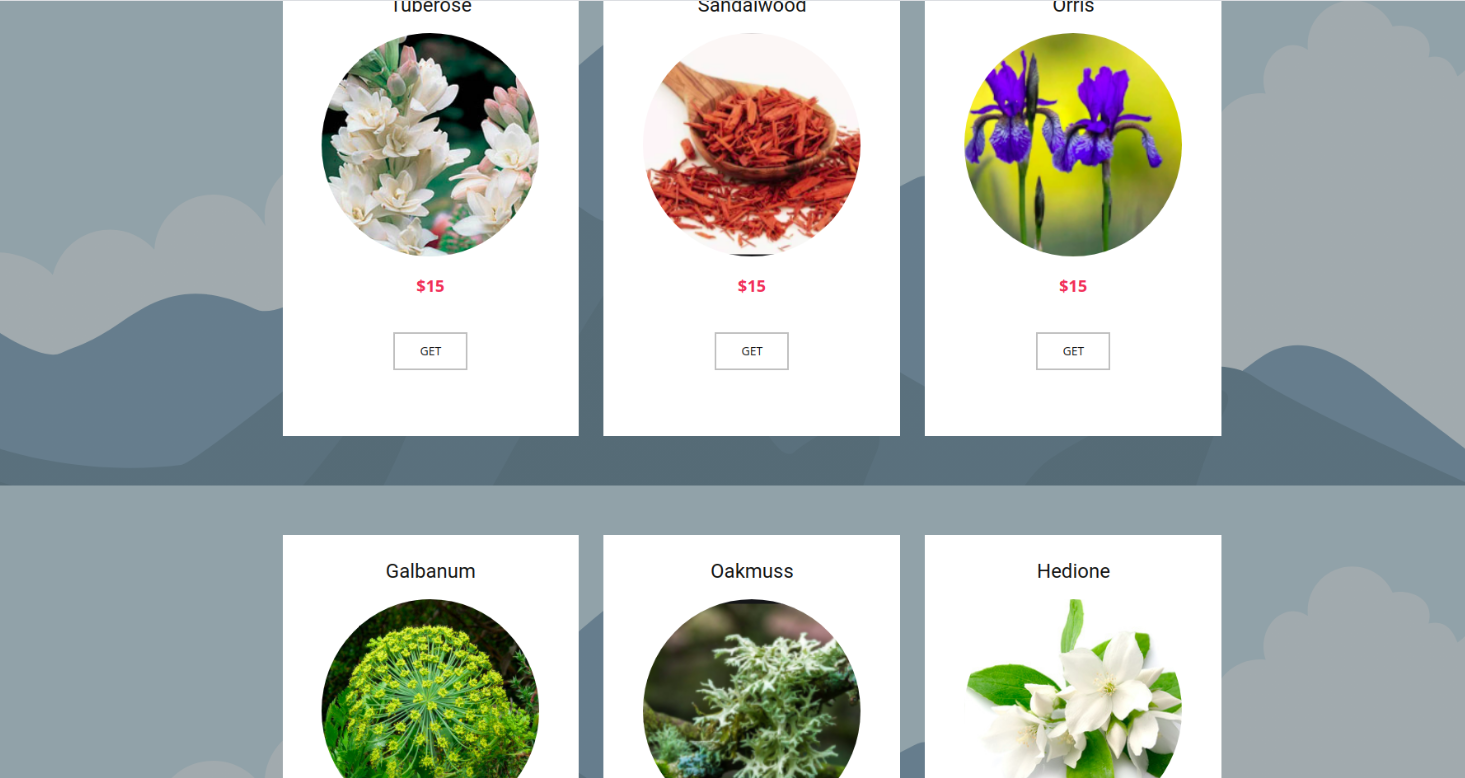 Tuberose
Sandalwood
Orris
$15
$15
$15
GET
GET
GET
Galbanum
Oakmuss
Hedione